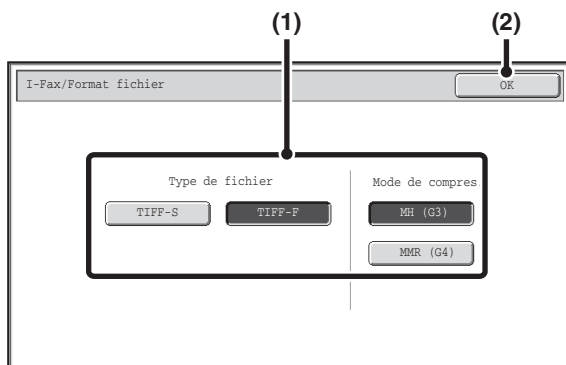 (1) (2)
I-Fax/Format fichier OK
Type de fichier Mode de compres
TIFF-S TIFF-F MH (G3)
MMR (G4)